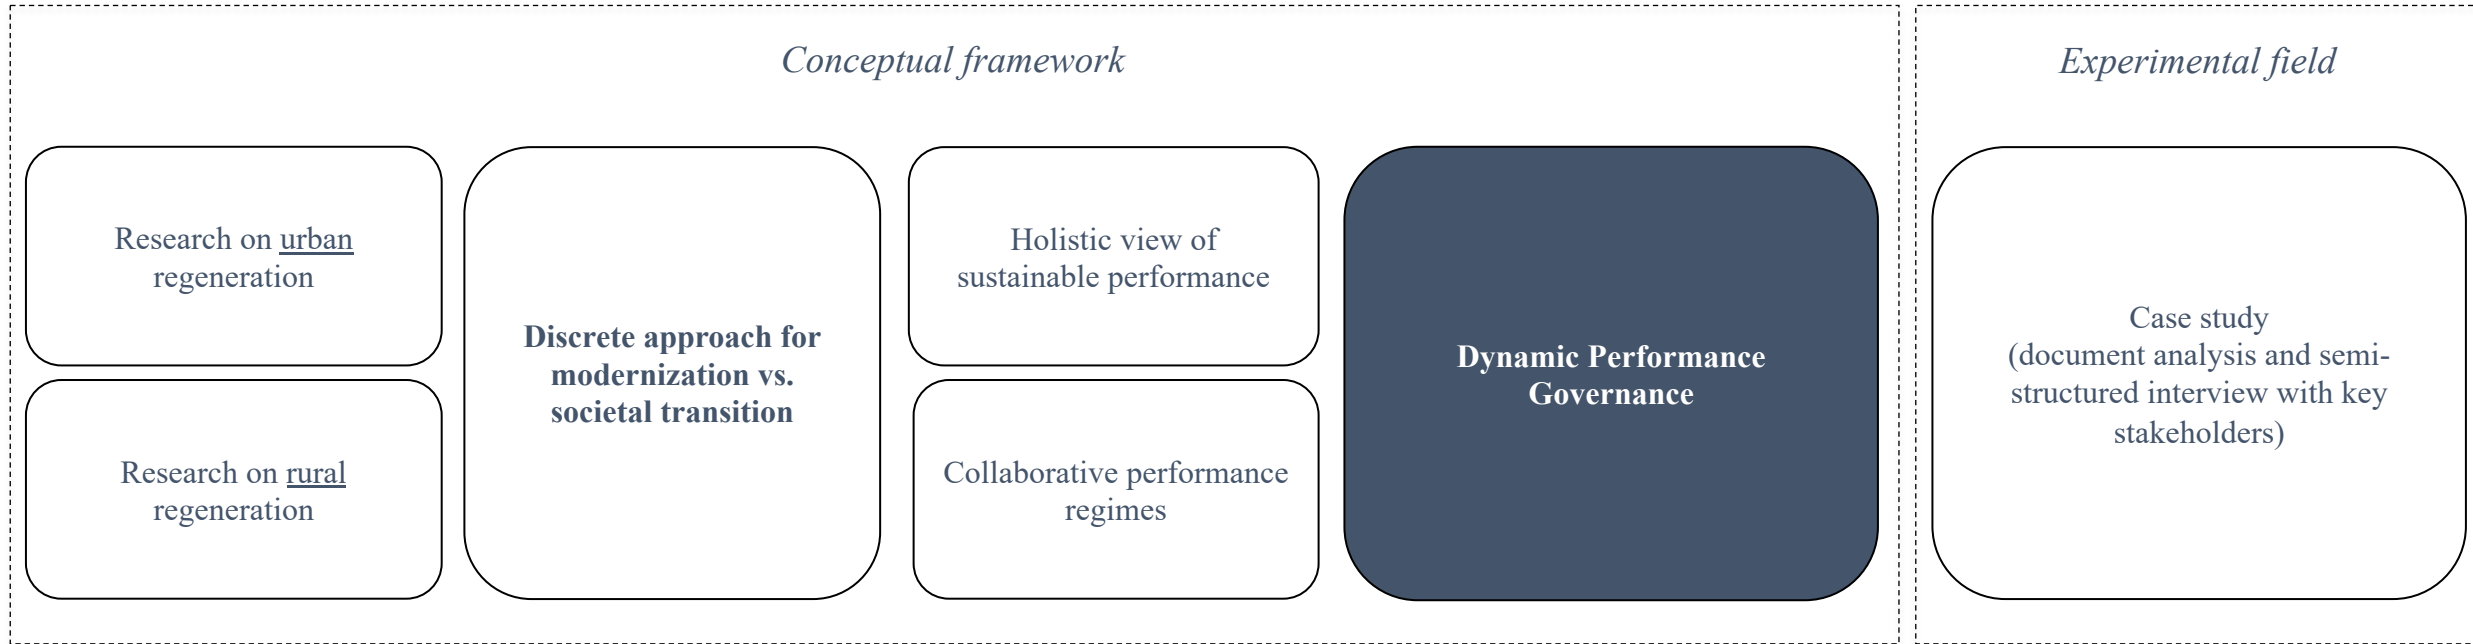 Conceptual framework
Experimental field
Research on urban
regeneration
Research on rural
regeneration
Discrete approach for
modernization vs.
societal transition
Holistic view of
sustainable performance
Collaborative performance
regimes
Dynamic Performance
Governance
Case study
(document analysis and semi-
structured interview with key
stakeholders)